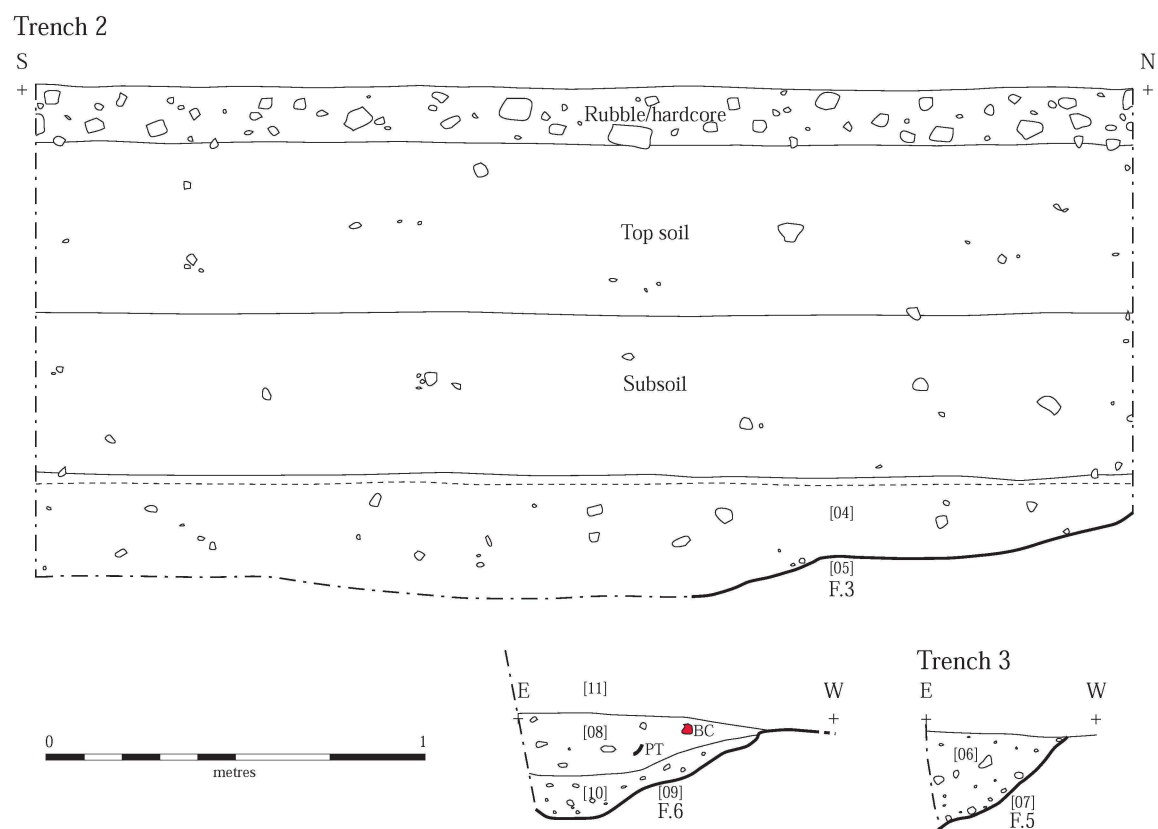 Trench 2
S
N
Rubble/hardcore
Top soil
Subsoil
[04]
[05]
F.3
Trench 3
E
[11]
W
E
W
[08]
BC
PT
[06]
0
1
metres
[10]
[09]
F.6
[07]
F.5